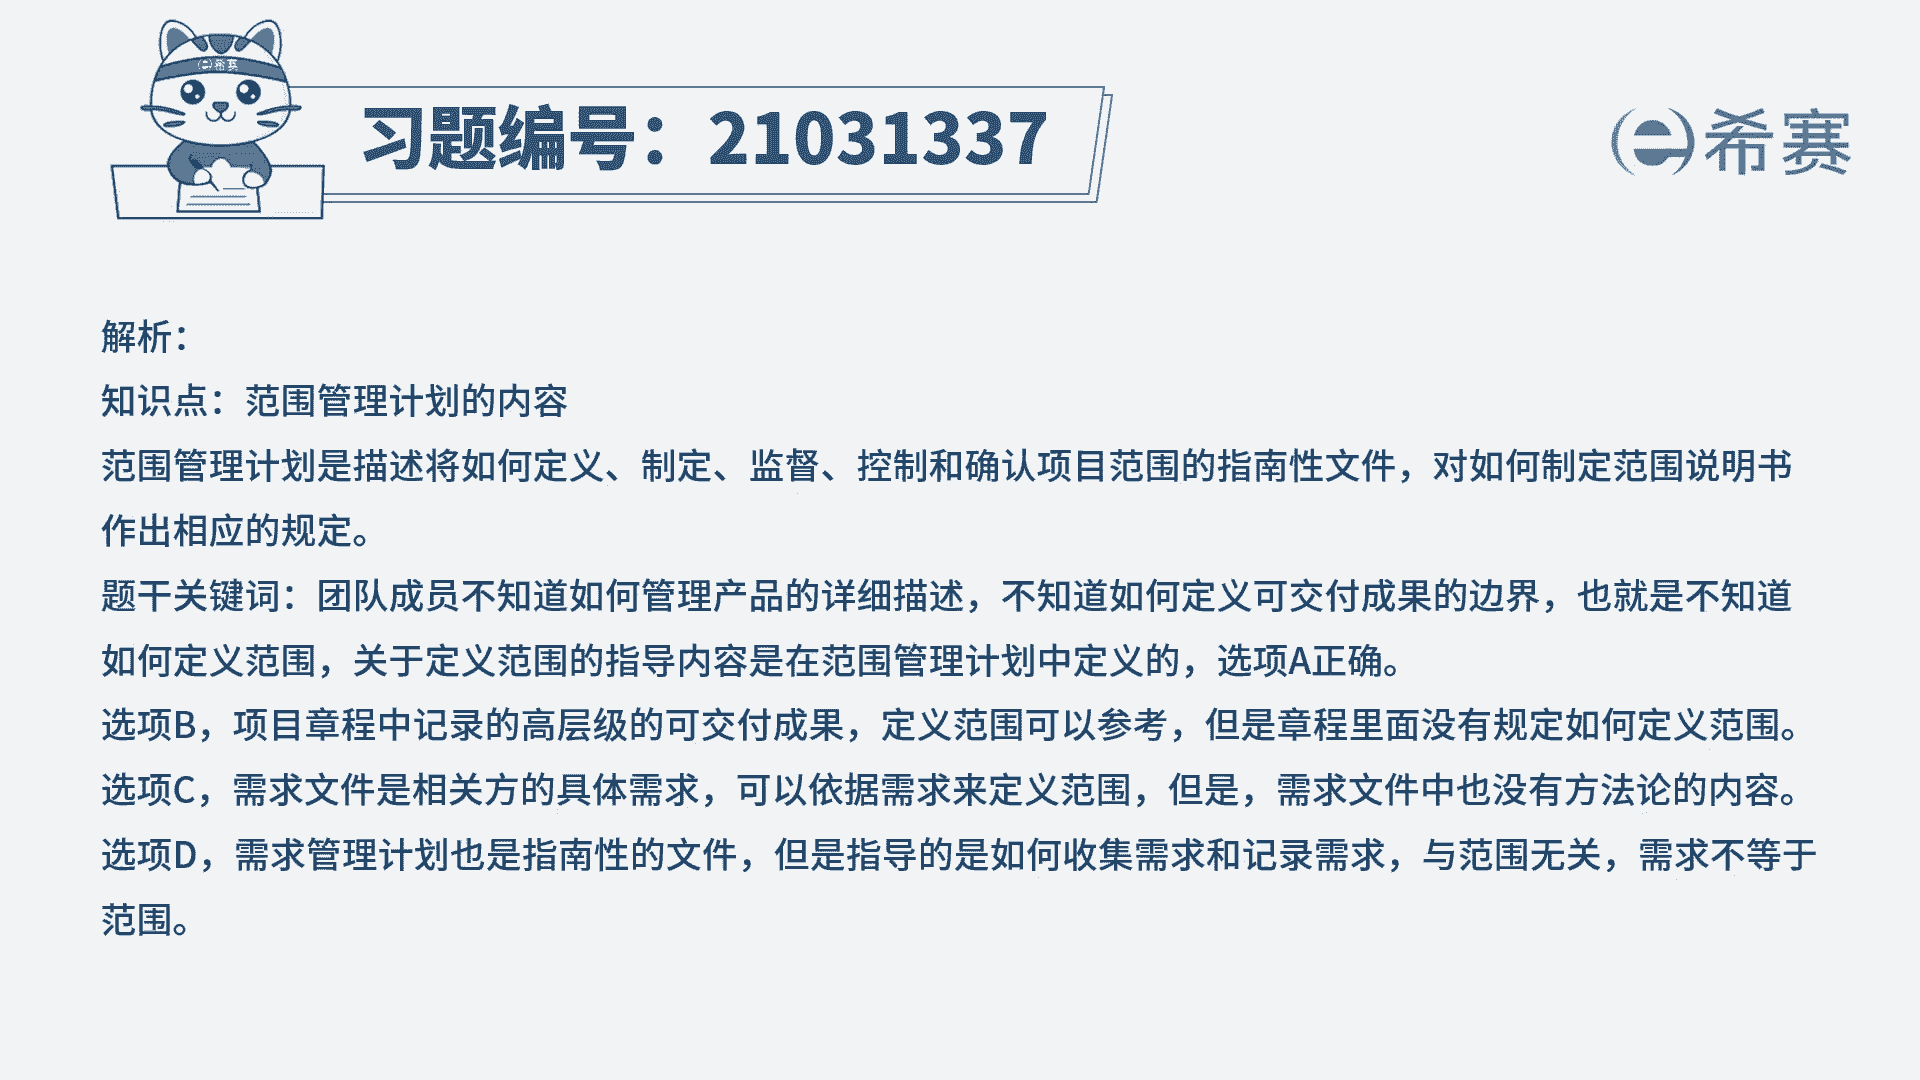 e希赛
习题编号：21031337
e希赛
解析：
知识点：范围管理计划的内容
范围管理计划是描述将如何定义、制定、监督、控制和确认项目范围的指南性文件，对如何制定范围说明书
作出相应的规定。
题干关键词：团队成员不知道如何管理产品的详细描述，不知道如何定义可交付成果的边界，也就是不知道
如何定义范围，关于定义范围的指导内容是在范围管理计划中定义的，选项A正确。
选项B，项目章程中记录的高层级的可交付成果，定义范围可以参考，但是章程里面没有规定如何定义范围。
选项C，需求文件是相关方的具体需求，可以依据需求来定义范围，但是，需求文件中也没有方法论的内容。
选项D，需求管理计划也是指南性的文件，但是指导的是如何收集需求和记录需求，与范围无关，需求不等于
范围。